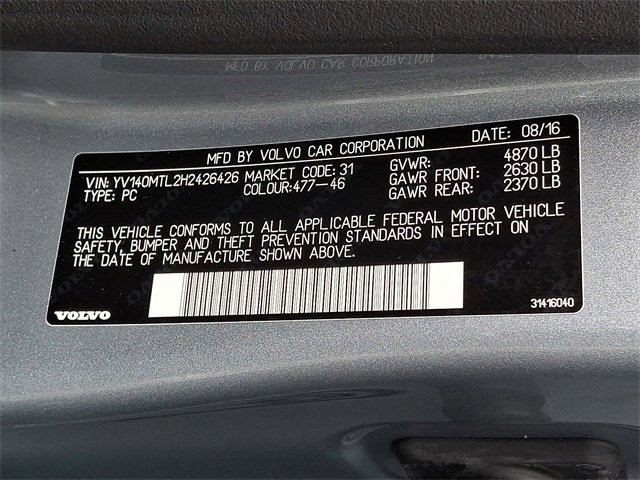 MFD BY VOLVO CAR CORPORATION DATE: 08/16
VIN: YV140MTL2H2426426 MARKET CODE: 31 GVWR: 4870 LB
TYPE: PC COLOUR:477-46 GAWR FRONT: 2630 LB
GAWR REAR: 2370 LB
THIS VEHICLE CONFORMS TO ALL APPLICABLE FEDERAL MOTOR VEHICLE
SAFETY, BUMPER AND THEFT PREVENTION STANDARDS IN EFFECT ON
THE DATE OF MANUFACTURE SHOWN ABOVE.
VOLVO 31416040